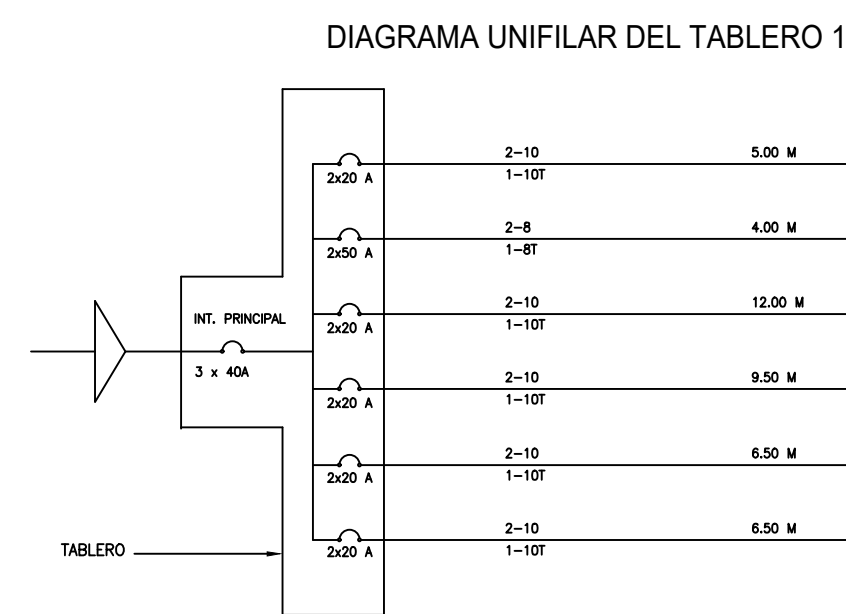 DIAGRAMA UNIFILAR DEL TABLERO 1
2-10 5.00 M
2x20 A 1-10T
2-8 4.00 M
2x50 A 1-8T
2-10 12.00 M
INT. PRINCIPAL
2x20 A 1-10T
3 x 40A
2-10 9.50 M
2x20 A 1-10T
2-10 6.50 M
2x20 A 1-10T
2-10 6.50 M
TABLERO
2x20 A 1-10T